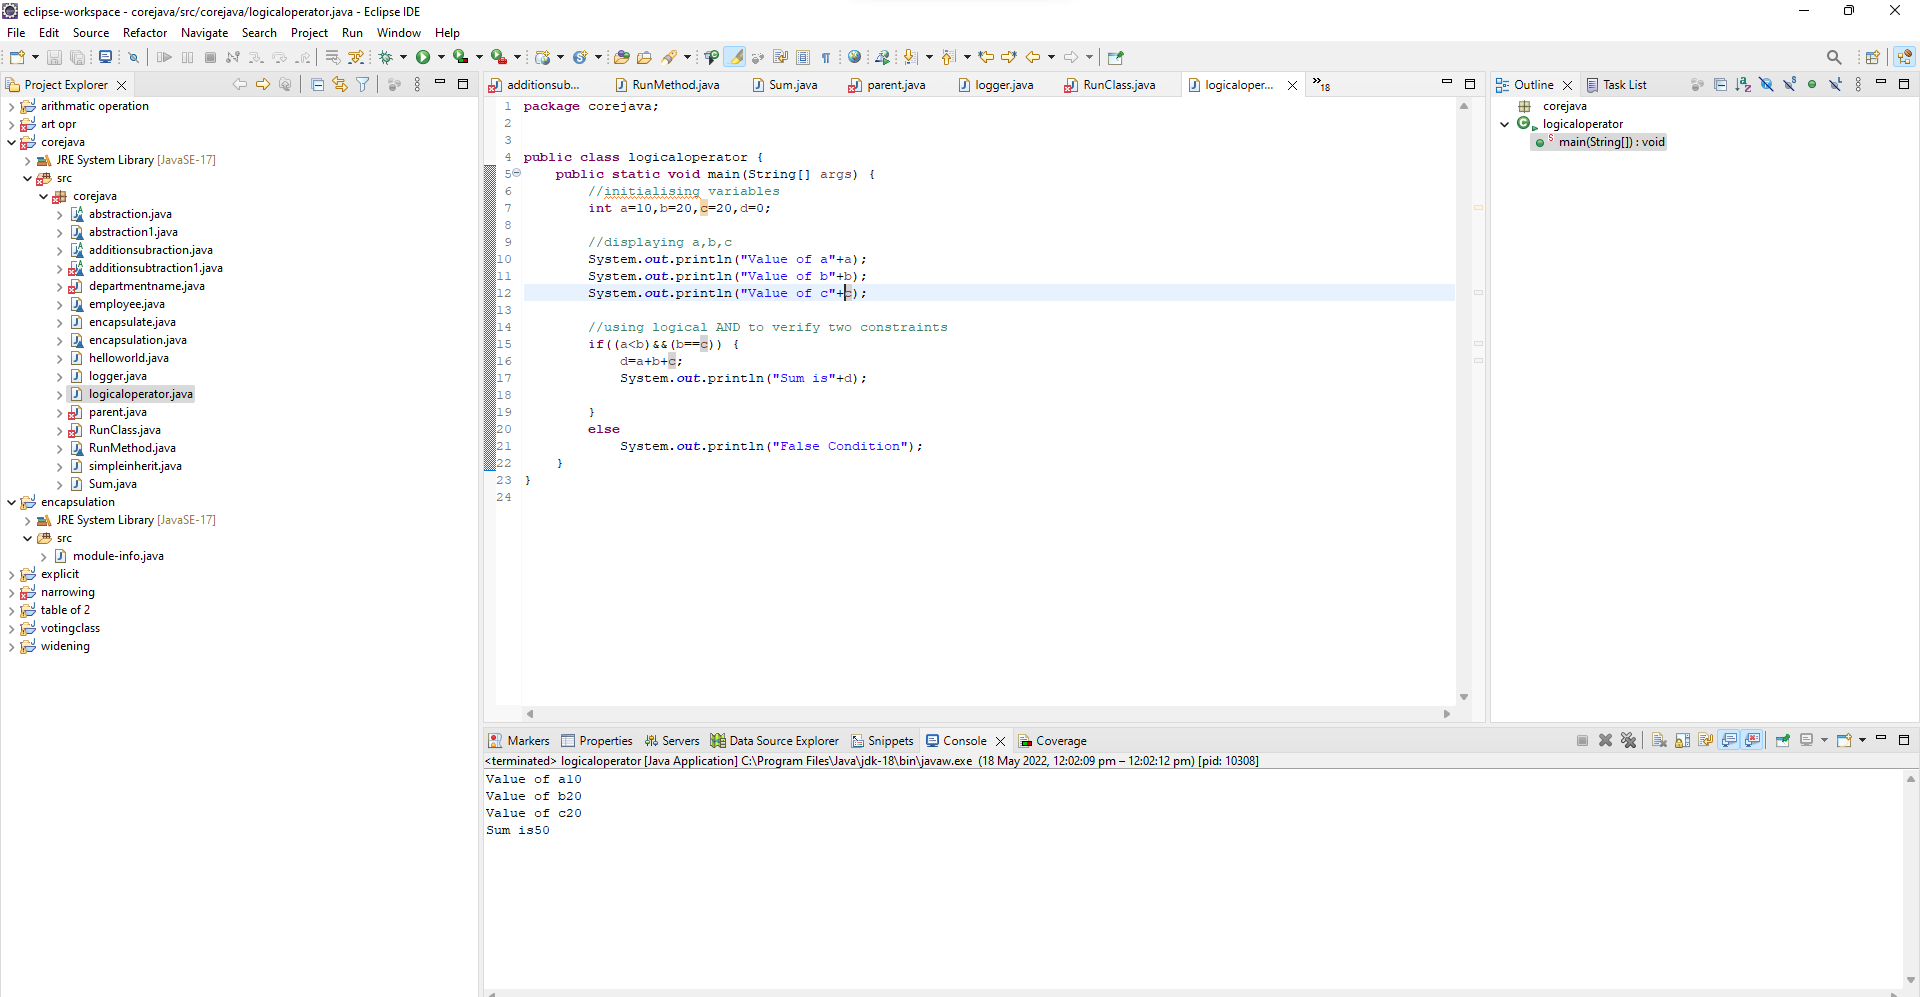 eclipse-workspace - corejava/src/corejava/logicaloperator.java - Eclipse IDE
File Edit Source Refactor Navigate Search Project Run Window Help
Project Explorer
arithmatic operation
art opr
corejava
JRE System Library [JavaSE-17]
src
corejava
abstraction.java
abstraction1.java
additionsubraction.java
additionsubtraction1.java
departmentname.java
employee.java
encapsulate.java
encapsulation.java
helloworld.java
logger.java
logicaloperator.java
parent.java
RunClass.java
RunMethod.java
simpleinherit.java
Sum.java
encapsulation
JRE System Library [JavaSE-17]
src
module-info.java
explicit
narrowing
table of 2
votingclass
widening
additionsub... RunMethod.java Sum.java parent.java logger.java RunClass.java logicaloper... »18
1 package corejava;
2
3
4 public class logicaloperator {
5 public static void main(String[] args) {
6 //initialising variables
7 int a=10,b=20,c=20,d=0;
8
9 //displaying a,b,c
10 System.out.println("Value of a"+a);
11 System.out.println("Value of b"+b);
12 System.out.println("Value of c"+c);
13
14 //using logical AND to verify two constraints
15 if((a<b)&&(b==c)) {
16 d=a+b+c;
17 System.out.println("Sum is"+d);
18
19 }
20 else
21 System.out.println("False Condition");
22 }
23 }
24
Outline Task List
corejava
logicaloperator
main(String[]) : void
Markers Properties Servers Data Source Explorer Snippets Console Coverage
<terminated> logicaloperator [Java Application] C:\Program Files\Java\jdk-18\bin\javaw.exe (18 May 2022, 12:02:09 pm – 12:02:12 pm) [pid: 10308]
Value of a10
Value of b20
Value of c20
Sum is50